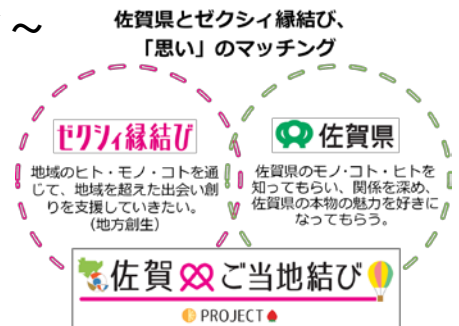 ～
佐賀県とゼクシィ縁結び、
「思い」のマッチング
ゼクシィ縁結び
地域のヒト・モノ・コトを通
じて、地域を超えた出会い創
りを支援していきたい。
（地方創生）
佐賀県
佐賀県のモノ・コト・ヒトを
知ってもらい、関係を深め、
佐賀県の本物の魅力を好きに
なってもらう。
佐賀ご当地結び
PROJECT